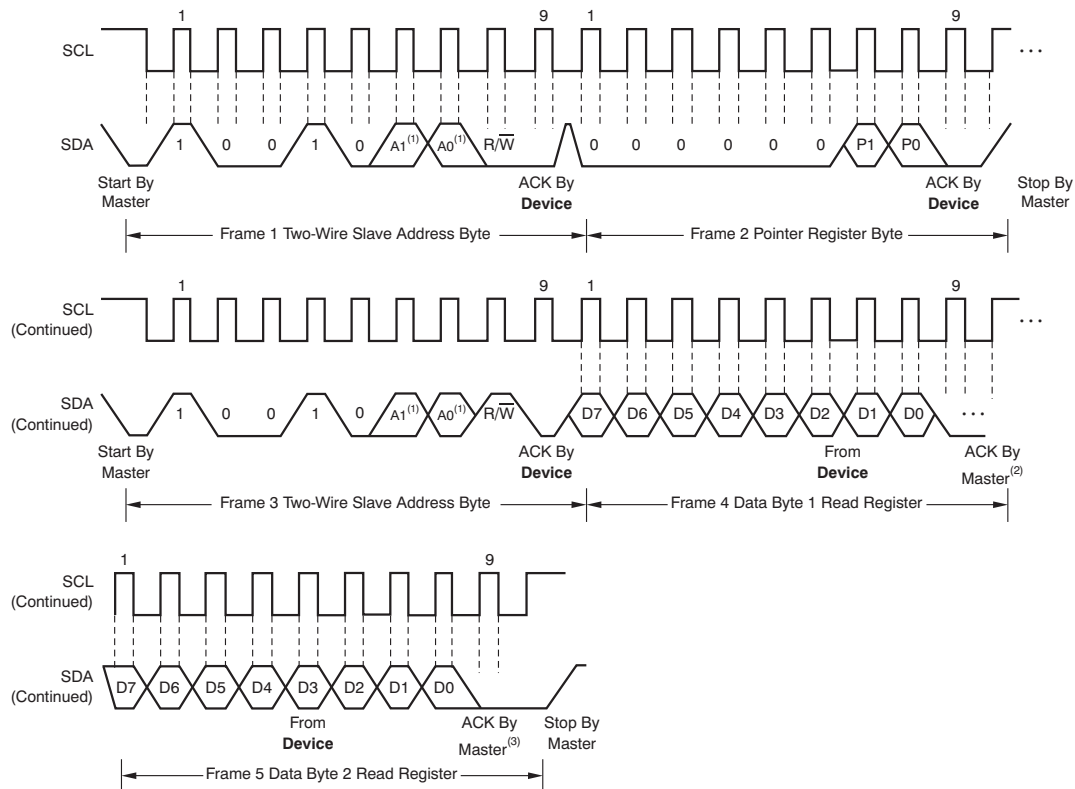 1 9 1 9
SCL
...
SDA
1 0 0 1 0 A1(1) A0(1) R/W 0 0 0 0 0 0 P1 P0
Start By ACK By ACK By Stop By
Master Device Device Master
Frame 1 Two-Wire Slave Address Byte Frame 2 Pointer Register Byte
1 9 1 9
SCL
(Continued)
...
SDA
(Continued)
1 0 0 1 0 A1(1) A0(1) R/W D7 D6 D5 D4 D3 D2 D1 D0 ...
Start By ACK By From ACK By
Master Device Device Master(2)
Frame 3 Two-Wire Slave Address Byte Frame 4 Data Byte 1 Read Register
1 9
SCL
(Continued)
SDA
(Continued)
D7 D6 D5 D4 D3 D2 D1 D0
From ACK By Stop By
Device Master(3) Master
Frame 5 Data Byte 2 Read Register